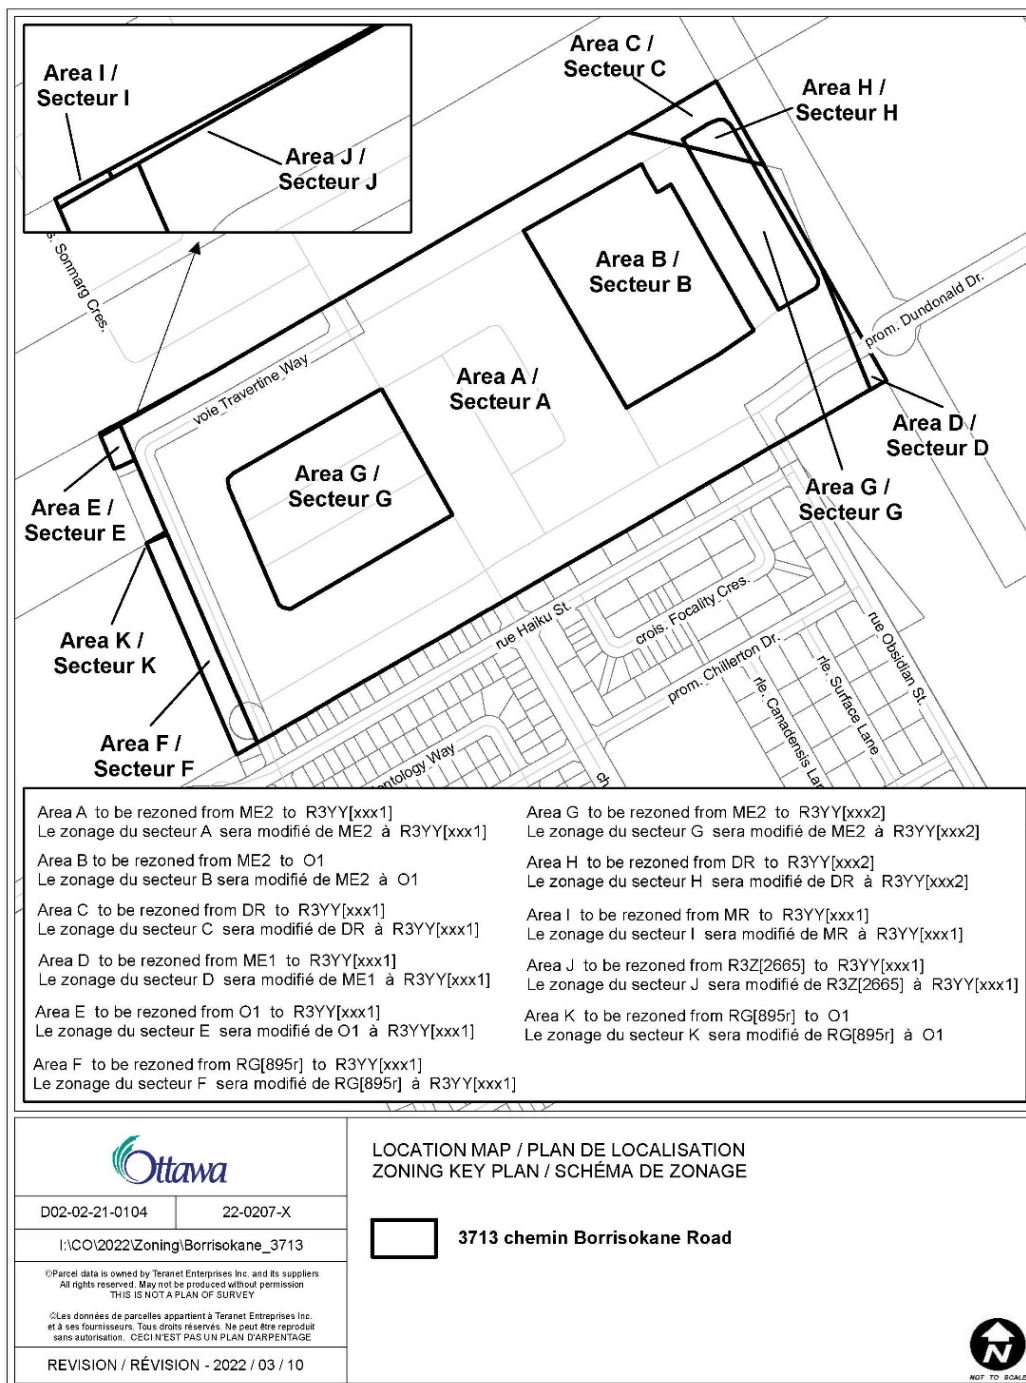 Area I /
Secteur I
Area J /
Secteur J
Area C /
Secteur C
Area H /
Secteur H
s. Sonmarg Cres.
Area B /
Secteur B
prom. Dundonald Dr.
voie Travertine Way
Area A /
Secteur A
Area D /
Secteur D
Area G /
Secteur G
Area G /
Secteur G
Area E /
Secteur E
rue Haiku St.
crois. Focality Cres.
Area K /
Secteur K
prom. Chillerton Dr.
rue Obsidian St.
rle. Surface Lane
rle. Canadensis Lan
Area F /
Secteur F
ontology Way
ch
Area A to be rezoned from ME2 to R3YY[xxx1]
Le zonage du secteur A sera modifié de ME2 à R3YY[xxx1]
Area B to be rezoned from ME2 to O1
Le zonage du secteur B sera modifié de ME2 à O1
Area C to be rezoned from DR to R3YY[xxx1]
Le zonage du secteur C sera modifié de DR à R3YY[xxx1]
Area D to be rezoned from ME1 to R3YY[xxx1]
Le zonage du secteur D sera modifié de ME1 à R3YY[xxx1]
Area E to be rezoned from O1 to R3YY[xxx1]
Le zonage du secteur E sera modifié de O1 à R3YY[xxx1]
Area F to be rezoned from RG[895r] to R3YY[xxx1]
Le zonage du secteur F sera modifié de RG[895r] à R3YY[xxx1]
Area G to be rezoned from ME2 to R3YY[xxx2]
Le zonage du secteur G sera modifié de ME2 à R3YY[xxx2]
Area H to be rezoned from DR to R3YY[xxx2]
Le zonage du secteur H sera modifié de DR à R3YY[xxx2]
Area I to be rezoned from MR to R3YY[xxx1]
Le zonage du secteur I sera modifié de MR à R3YY[xxx1]
Area J to be rezoned from R3Z[2665] to R3YY[xxx1]
Le zonage du secteur J sera modifié de R3Z[2665] à R3YY[xxx1]
Area K to be rezoned from RG[895r] to O1
Le zonage du secteur K sera modifié de RG[895r] à O1
Ottawa
D02-02-21-0104
22-0207-X
I:\CO\2022\Zoning\Borrisokane_3713
©Parcel data is owned by Teranet Enterprises Inc. and its suppliers
All rights reserved. May not be produced without permission
THIS IS NOT A PLAN OF SURVEY
©Les données de parcelles appartient à Teranet Entreprises Inc.
et à ses fournisseurs. Tous droits réservés. Ne peut être reproduit
sans autorisation. CECI N'EST PAS UN PLAN D'ARPENTAGE
REVISION / RÉVISION - 2022 / 03 / 10
LOCATION MAP / PLAN DE LOCALISATION
ZONING KEY PLAN / SCHÉMA DE ZONAGE
3713 chemin Borrisokane Road
N
NOT TO SCALE